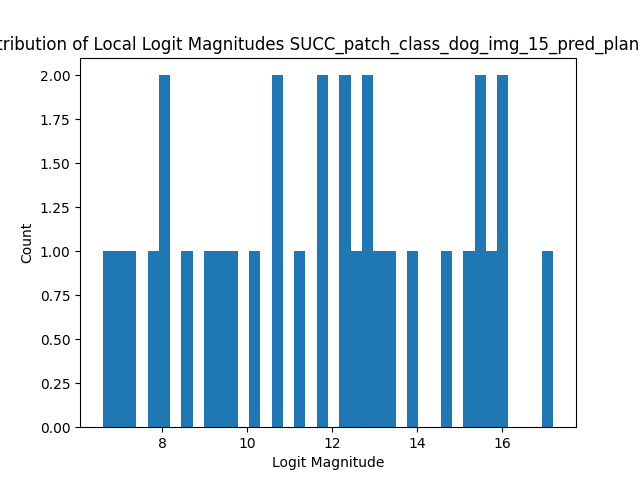 tribution of Local Logit Magnitudes SUCC_patch_class_dog_img_15_pred_plan
2.00
1.75
1.50
1.25
1.00
0.75
0.50
0.25
0.00
Count
8 10 12 14 16
Logit Magnitude